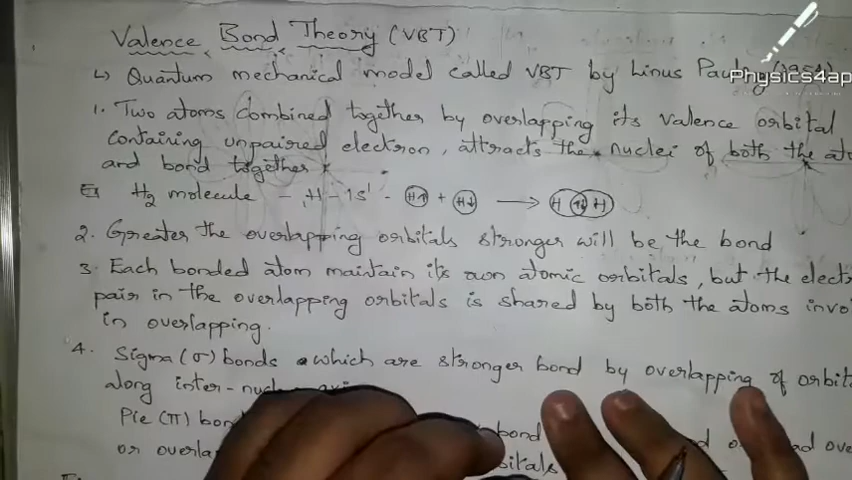 Valence Bond Theory (VBT)
Physics4ap
↳ Quantum mechanical model called VBT by Linus Pauling
1. Two atoms combined together by overlapping its valence orbital
containing unpaired electron, attracts the nuclei of both the
and bond together
Ex H2 molecule - 1H - 1s¹ - H↑ + H↓ → H ↑↓ H
2. Greater the overlapping orbitals stronger will be the bond
3. Each bonded atom maintain its own atomic orbitals, but the
pair in the overlapping orbitals is shared by both the atoms
in overlapping.
4. Sigma (σ) bonds which are stronger bond by overlapping of
along inter-
Pie (π) bond
or